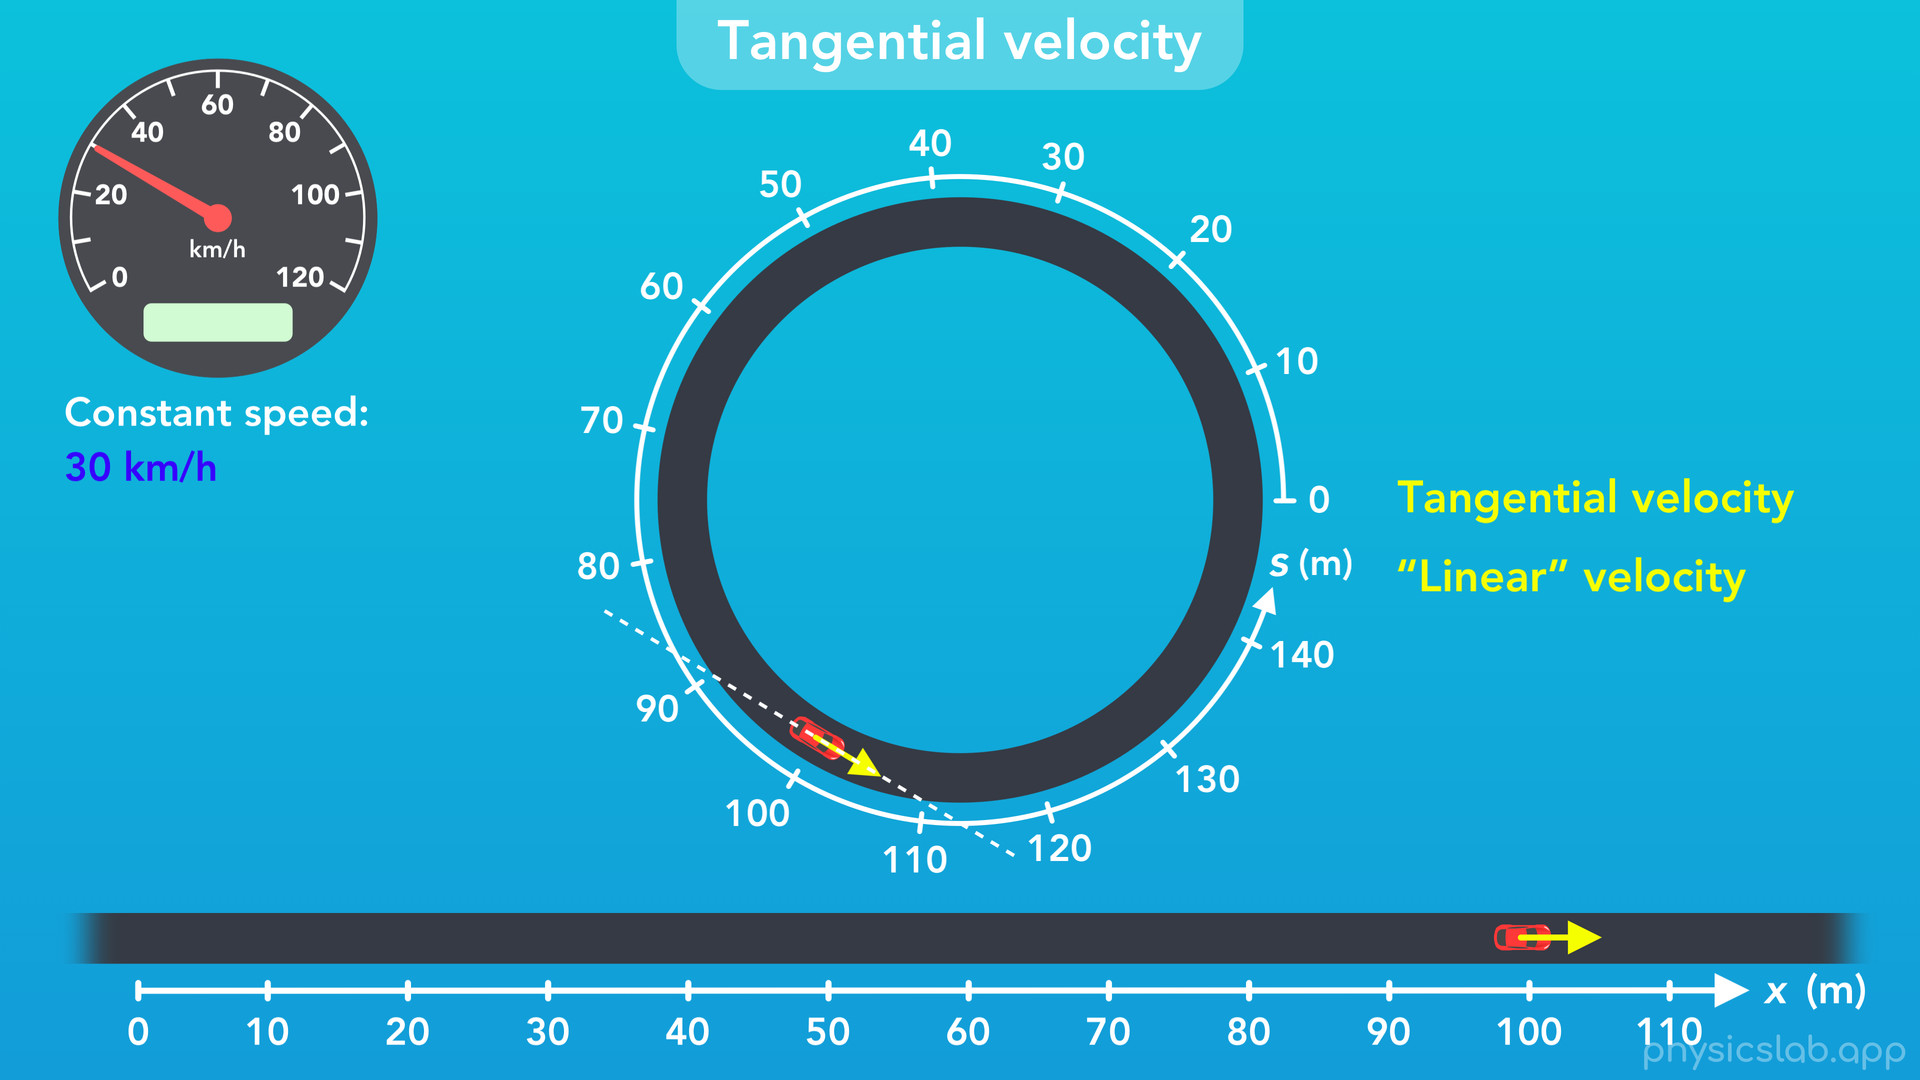 Tangential velocity
0
20
40
60
80
100
120
km/h
Constant speed:
30 km/h
0
10
20
30
40
50
60
70
80
90
100
110
120
130
140
s (m)
Tangential velocity
“Linear” velocity
0 10 20 30 40 50 60 70 80 90 100 110
x (m)
physicslab.app